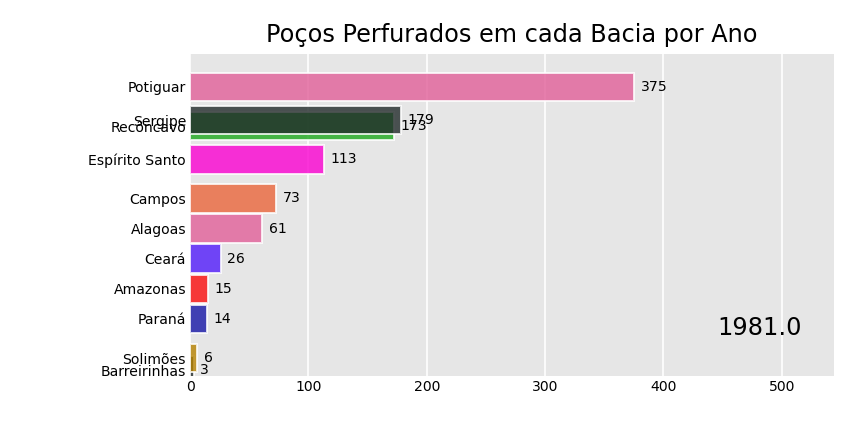 Poços Perfurados em cada Bacia por Ano
Potiguar 375
Sergipe 179
Recôncavo 173
Espírito Santo 113
Campos 73
Alagoas 61
Ceará 26
Amazonas 15
Paraná 14
1981.0
Solimões 6
Barreirinhas 3
0 100 200 300 400 500